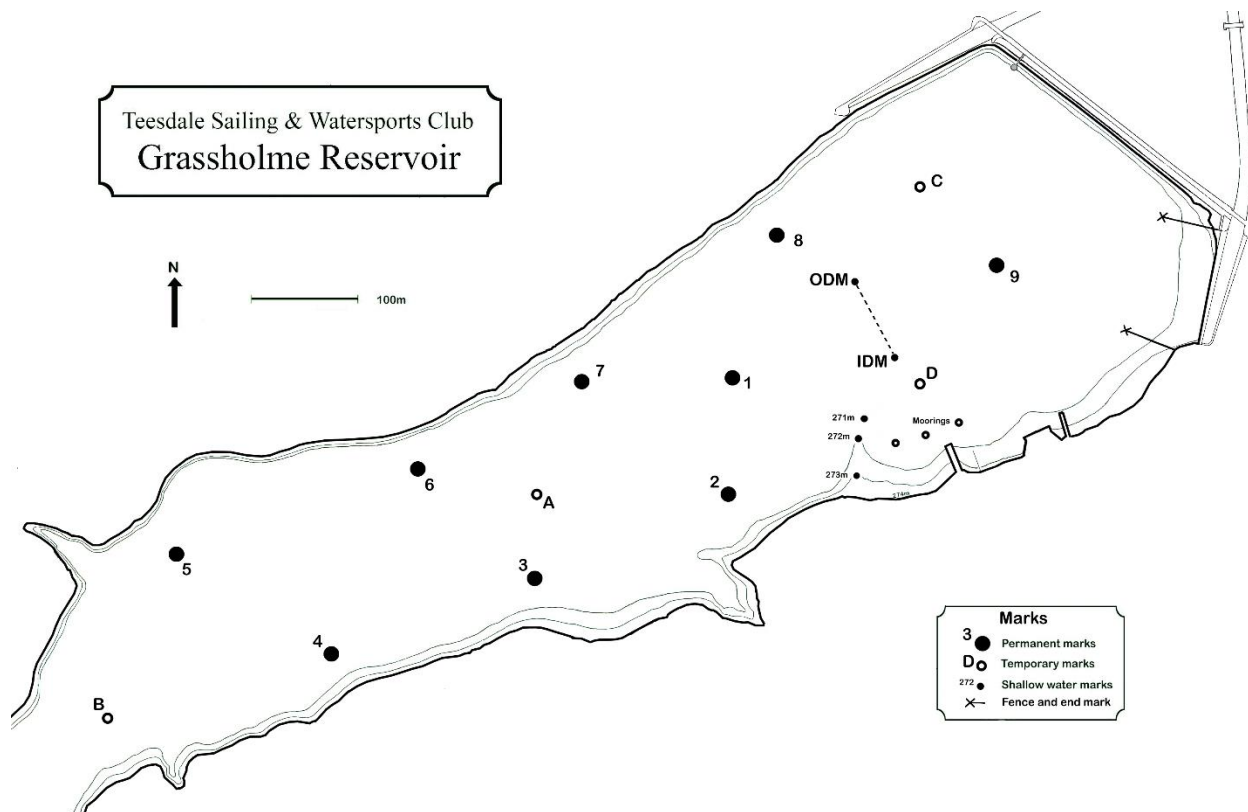 Teesdale Sailing & Watersports Club
Grassholme Reservoir
N
100m
C
8
ODM
9
IDM
D
7
1
271m
Moorings
272m
273m
274m
6
A
2
5
3
4
B
Marks
3 Permanent marks
D Temporary marks
272 Shallow water marks
Fence and end mark